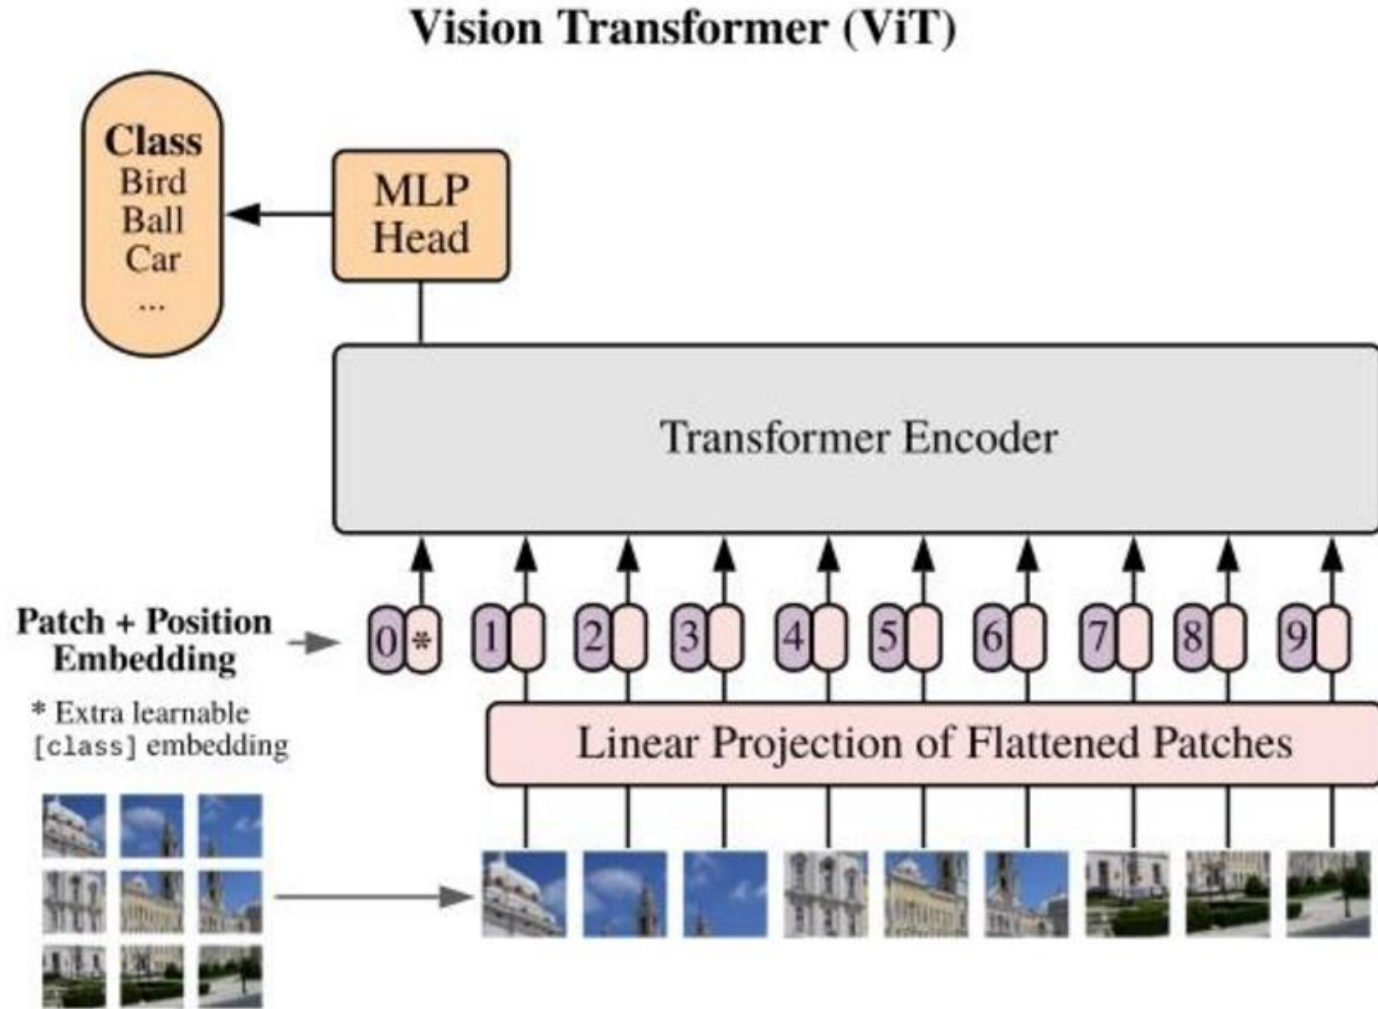 Vision Transformer (ViT)
Class
Bird
Ball
Car
...
MLP
Head
Transformer Encoder
Patch + Position
Embedding
* Extra learnable
[class] embedding
0 * 1 2 3 4 5 6 7 8 9
Linear Projection of Flattened Patches